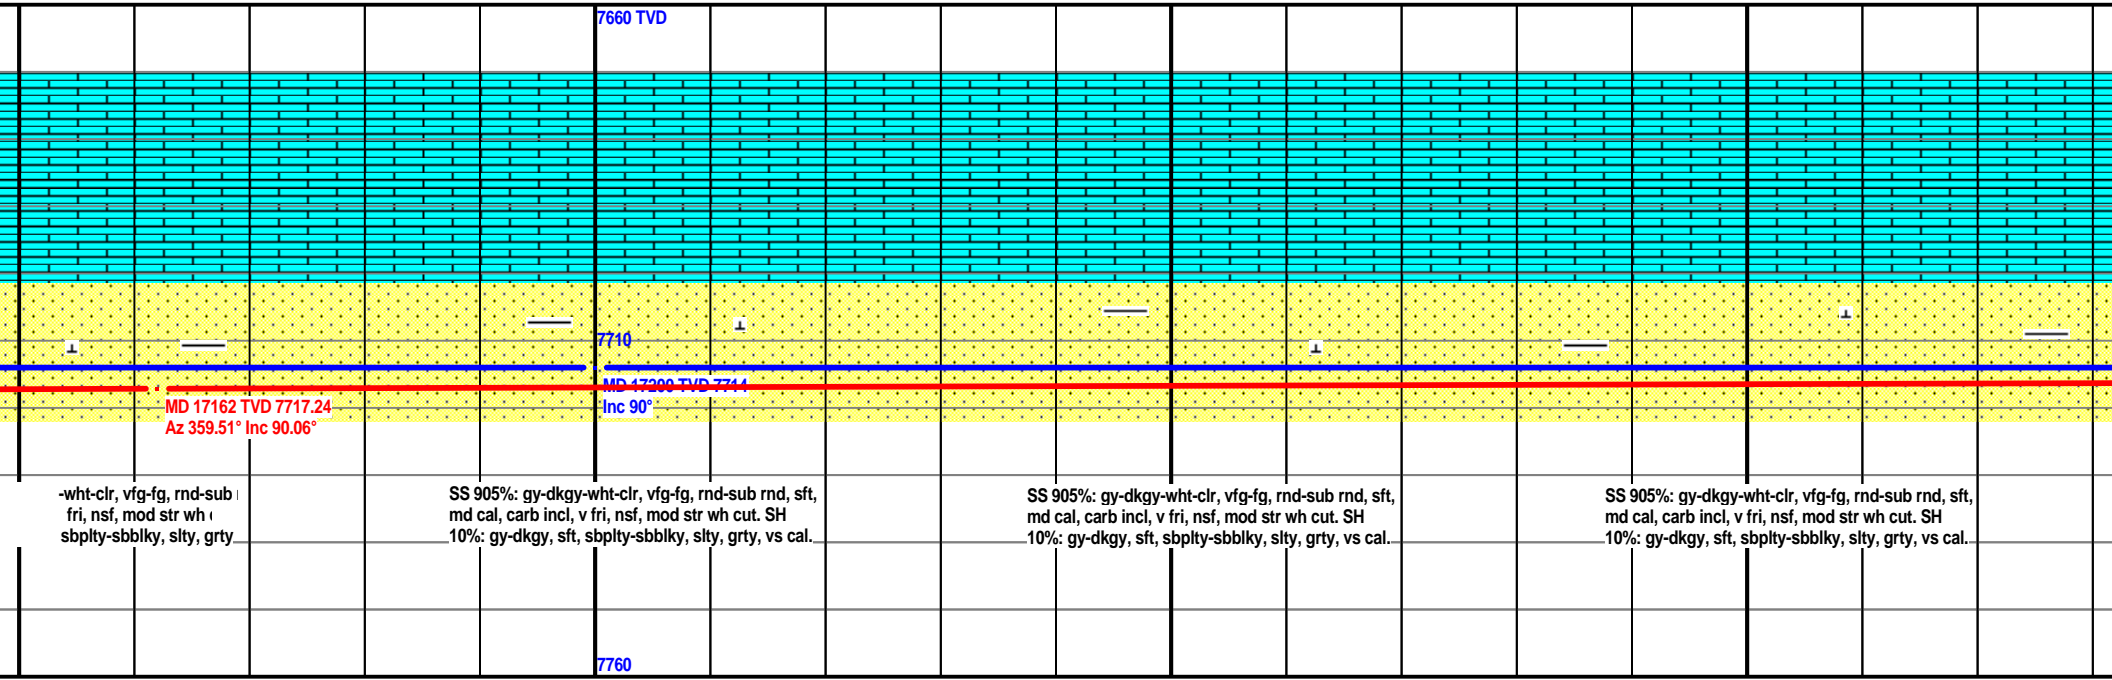 7660 TVD
7710
MD 17200 TVD 7714
Inc 90°
MD 17162 TVD 7717.24
Az 359.51° Inc 90.06°
-wht-clr, vfg-fg, rnd-sub
fri, nsf, mod str wh
sbplty-sbblky, slty, grty
SS 905%: gy-dkgy-wht-clr, vfg-fg, rnd-sub rnd, sft,
md cal, carb incl, v fri, nsf, mod str wh cut. SH
10%: gy-dkgy, sft, sbplty-sbblky, slty, grty, vs cal.
SS 905%: gy-dkgy-wht-clr, vfg-fg, rnd-sub rnd, sft,
md cal, carb incl, v fri, nsf, mod str wh cut. SH
10%: gy-dkgy, sft, sbplty-sbblky, slty, grty, vs cal.
SS 905%: gy-dkgy-wht-clr, vfg-fg, rnd-sub rnd, sft,
md cal, carb incl, v fri, nsf, mod str wh cut. SH
10%: gy-dkgy, sft, sbplty-sbblky, slty, grty, vs cal.
7760